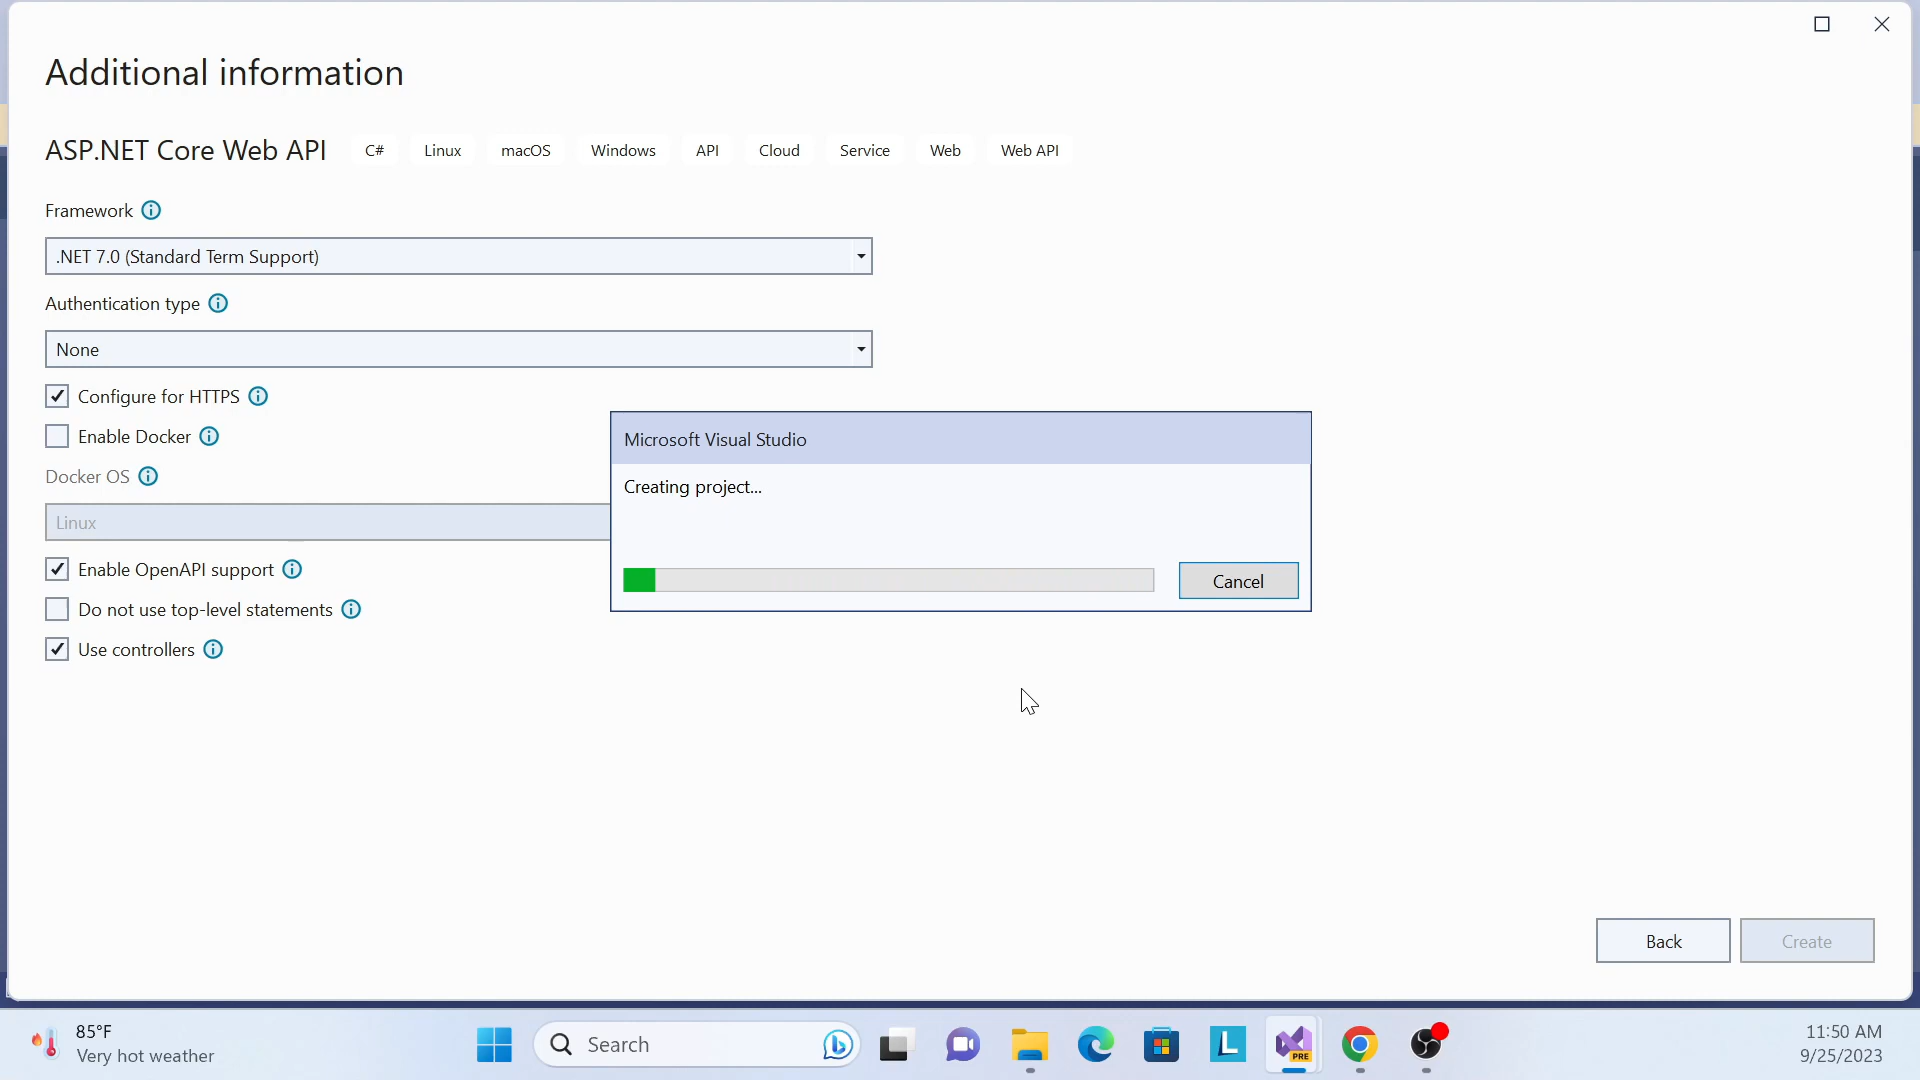 Additional information
ASP.NET Core Web API C# Linux macOS Windows API Cloud Service Web Web API
Framework
.NET 7.0 (Standard Term Support)
Authentication type
None
Configure for HTTPS
Enable Docker
Docker OS
Linux
Enable OpenAPI support
Do not use top-level statements
Use controllers
Microsoft Visual Studio
Creating project...
Cancel
Back Create
85°F
Very hot weather
Search
L
PRE
11:50 AM
9/25/2023